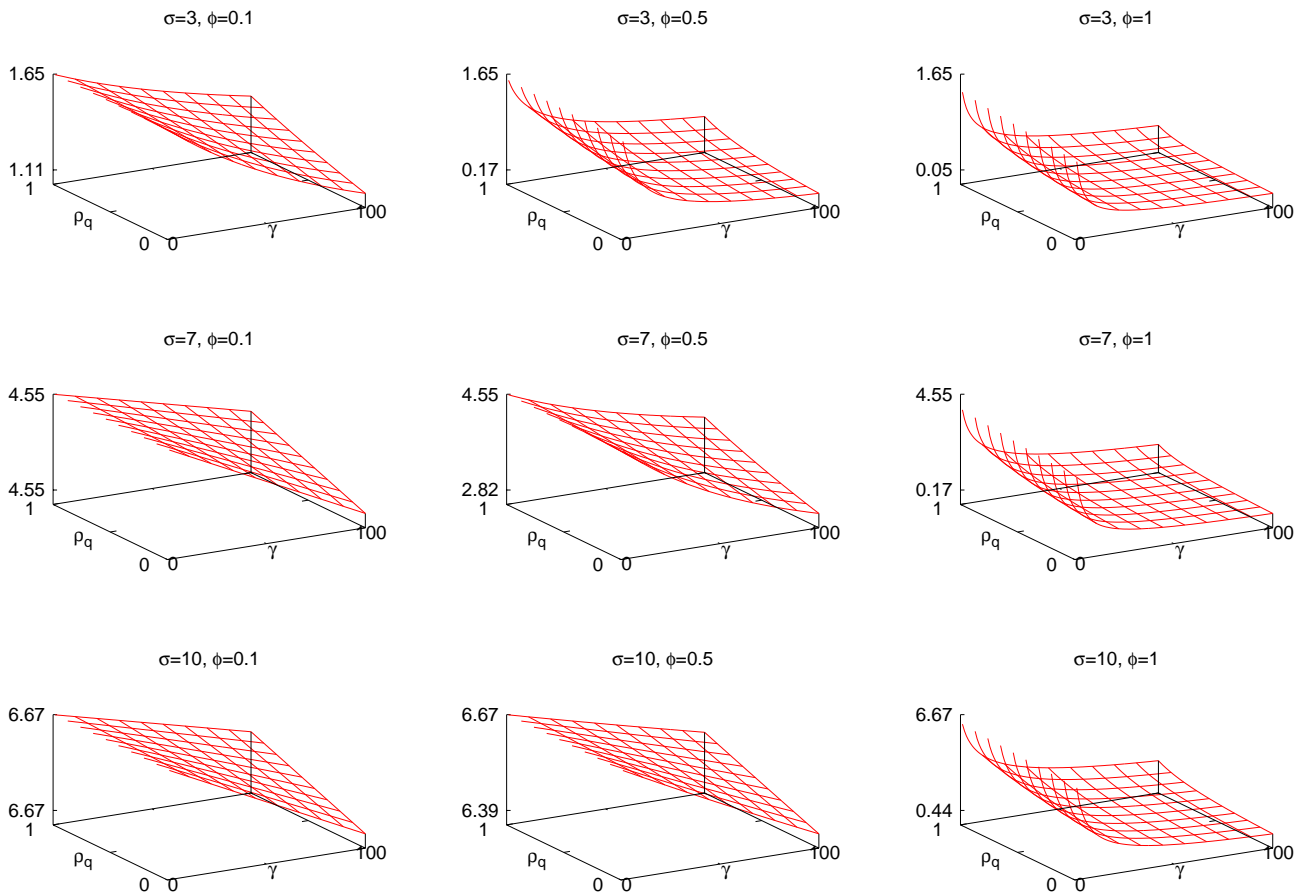 σ=3, ϕ=0.1
σ=3, ϕ=0.5
σ=3, ϕ=1
1.65
1.11
1
ρq
0
0
γ
100
1.65
0.17
1
ρq
0
0
γ
100
1.65
0.05
1
ρq
0
0
γ
100
σ=7, ϕ=0.1
σ=7, ϕ=0.5
σ=7, ϕ=1
4.55
4.55
1
ρq
0
0
γ
100
4.55
2.82
1
ρq
0
0
γ
100
4.55
0.17
1
ρq
0
0
γ
100
σ=10, ϕ=0.1
σ=10, ϕ=0.5
σ=10, ϕ=1
6.67
6.67
1
ρq
0
0
γ
100
6.67
6.39
1
ρq
0
0
γ
100
6.67
0.44
1
ρq
0
0
γ
100